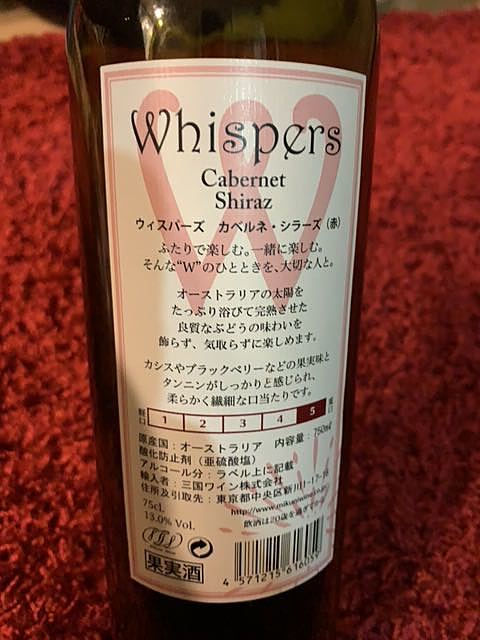 Whispers
Cabernet
Shiraz
ウィスパーズ カベルネ・シラーズ (赤)
ふたりで楽しむ。一緒に楽しむ。
そんな“W”のひとときを、大切な人と。
オーストラリアの太陽を
たっぷり浴びて完熟させた
良質なぶどうの味わいを
飾らず、気取らずに楽しめます。
カシスやブラックベリーなどの果実味と
タンニンがしっかりと感じられ、
柔らかく繊細な口当たりです。
軽口 1 2 3 4 5 重口
原産国:オーストラリア 内容量:750ml
酸化防止剤(亜硫酸塩)
アルコール分:ラベル上に記載
輸入者:三国ワイン株式会社
住所及引取先:東京都中央区新川1-17-18
75cL
13.0% Vol.
飲酒は20歳を過ぎてから
果実酒
4 571215 61605